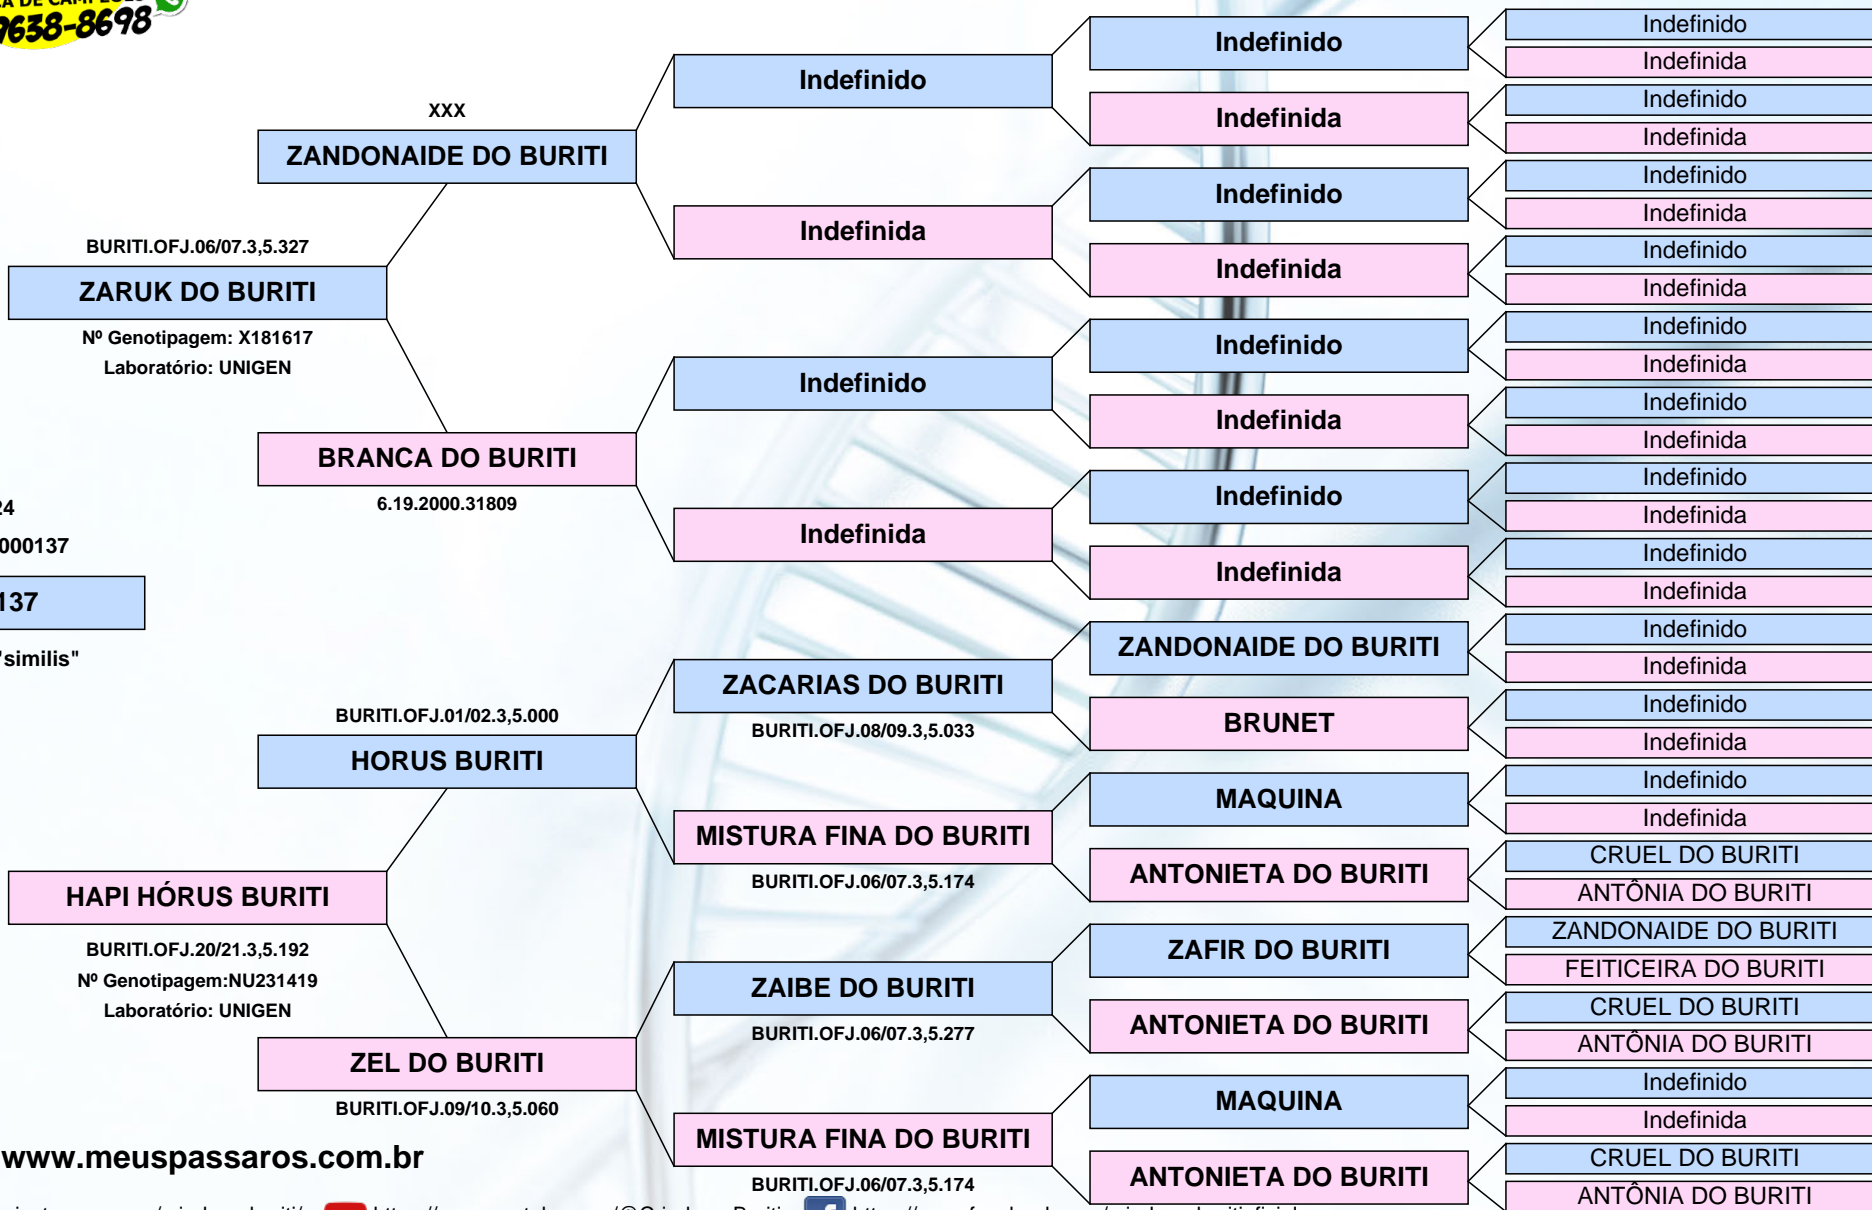 9638-8698
XXX
ZANDONAIDE DO BURITI
BURITI.OFJ.06/07.3,5.327
ZARUK DO BURITI
Nº Genotipagem: X181617
Laboratório: UNIGEN
BRANCA DO BURITI
6.19.2000.31809
24
000137
137
"similis"
BURITI.OFJ.01/02.3,5.000
HORUS BURITI
HAPI HÓRUS BURITI
BURITI.OFJ.20/21.3,5.192
Nº Genotipagem:NU231419
Laboratório: UNIGEN
ZEL DO BURITI
BURITI.OFJ.09/10.3,5.060
Indefinido
Indefinida
Indefinido
Indefinida
ZACARIAS DO BURITI
BURITI.OFJ.08/09.3,5.033
MISTURA FINA DO BURITI
BURITI.OFJ.06/07.3,5.174
ZAIBE DO BURITI
BURITI.OFJ.06/07.3,5.277
MISTURA FINA DO BURITI
BURITI.OFJ.06/07.3,5.174
Indefinido
Indefinida
Indefinido
Indefinida
Indefinido
Indefinida
Indefinido
Indefinida
ZANDONAIDE DO BURITI
BRUNET
MAQUINA
ANTONIETA DO BURITI
ZAFIR DO BURITI
ANTONIETA DO BURITI
MAQUINA
ANTONIETA DO BURITI
Indefinido
Indefinida
Indefinido
Indefinida
Indefinido
Indefinida
Indefinido
Indefinida
Indefinido
Indefinida
Indefinido
Indefinida
Indefinido
Indefinida
Indefinido
Indefinida
Indefinido
Indefinida
Indefinido
Indefinida
Indefinido
Indefinida
CRUEL DO BURITI
ANTÔNIA DO BURITI
ZANDONAIDE DO BURITI
FEITICEIRA DO BURITI
CRUEL DO BURITI
ANTÔNIA DO BURITI
Indefinido
Indefinida
CRUEL DO BURITI
ANTÔNIA DO BURITI
www.meuspassaros.com.br